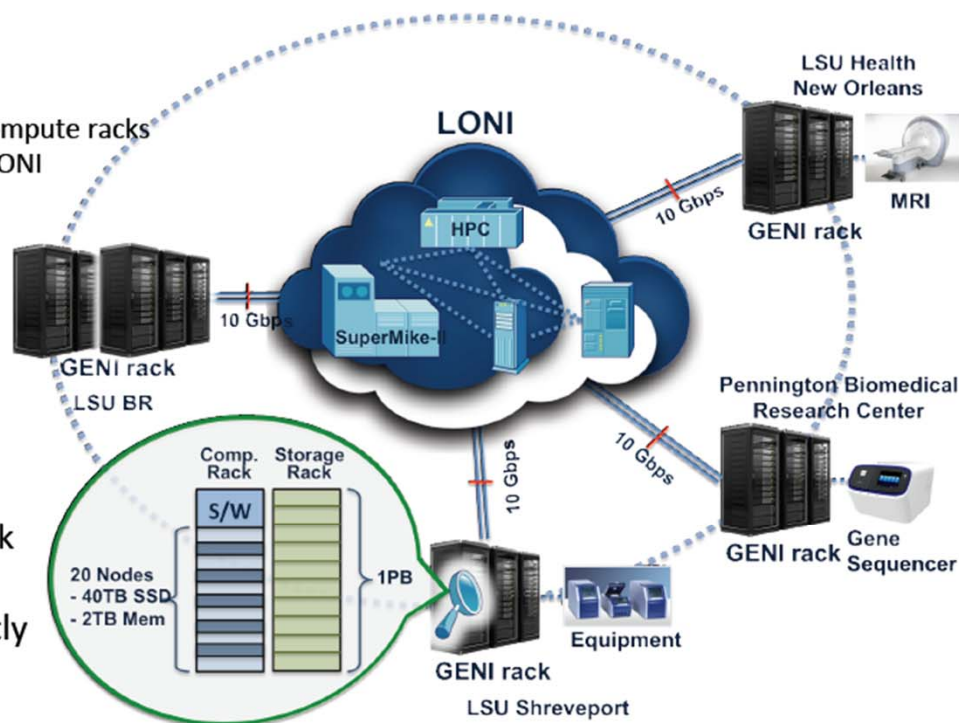 LSU Health
New Orleans
mpute racks
ONI
LONI
10 Gbps
MRI
HPC
GENI rack
10 Gbps
SuperMike-II
GENI rack
LSU BR
Pennington Biomedical
Research Center
10 Gbps
10 Gbps
Comp.
Rack
Storage
Rack
S/W
k
20 Nodes
- 40TB SSD
- 2TB Mem
1PB
tly
GENI rack
Gene
Sequencer
Equipment
GENI rack
LSU Shreveport